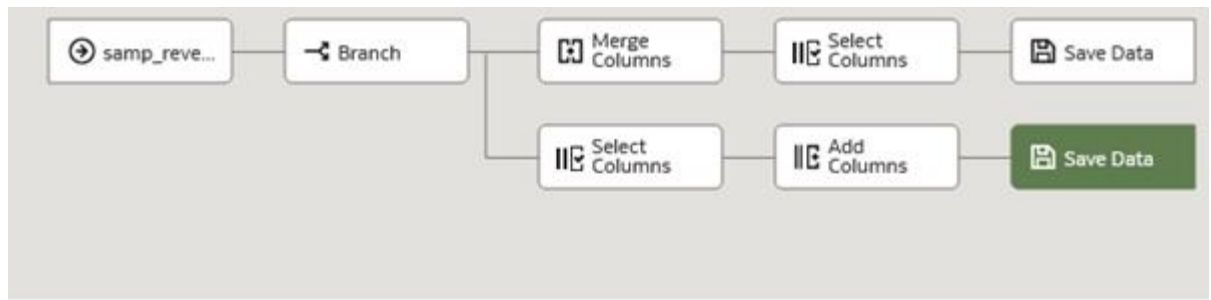 samp_reve...
Branch
Merge
Columns
Select
Columns
Save Data
Select
Columns
Add
Columns
Save Data